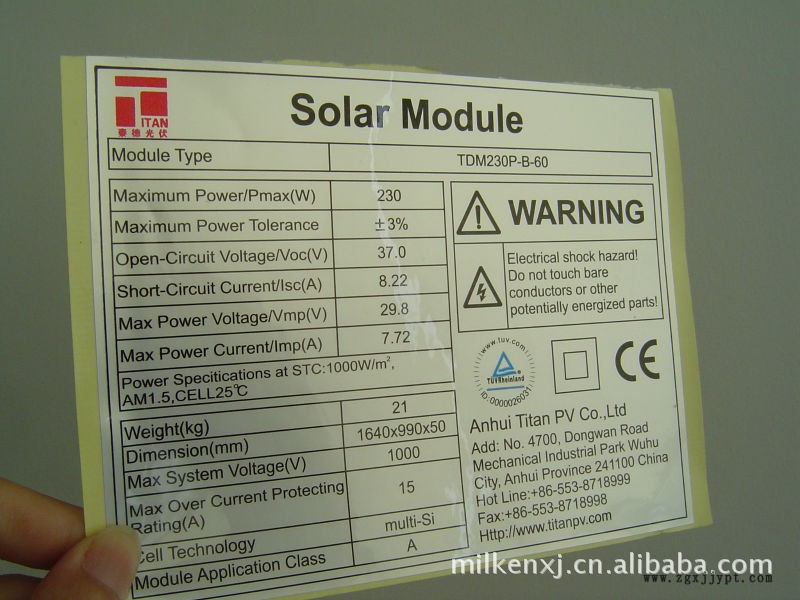 TITAN
泰德光伏
Solar Module
Module Type TDM230P-B-60
Maximum Power/Pmax(W) 230
Maximum Power Tolerance ±3%
Open-Circuit Voltage/Voc(V) 37.0
Short-Circuit Current/Isc(A) 8.22
Max Power Voltage/Vmp(V) 29.8
Max Power Current/Imp(A) 7.72
Power Specitications at STC:1000W/m²,
AM1.5,CELL25℃
Weight(kg) 21
Dimension(mm) 1640x990x50
Max System Voltage(V) 1000
Max Over Current Protecting
Rating(A) 15
Cell Technology multi-Si
Module Application Class A
WARNING
Electrical shock hazard!
Do not touch bare
conductors or other
potentially energized parts!
www.tuv.com
TÜVRheinland
ID:0000026031
CE
Anhui Titan PV Co.,Ltd
Add: No. 4700, Dongwan Road
Mechanical Industrial Park Wuhu
City, Anhui Province 241100 China
Hot Line:+86-553-8718999
Fax:+86-553-8718998
Http://www.titanpv.com
milkenxj.cn.alibaba.com
www.zgxjjypt.com